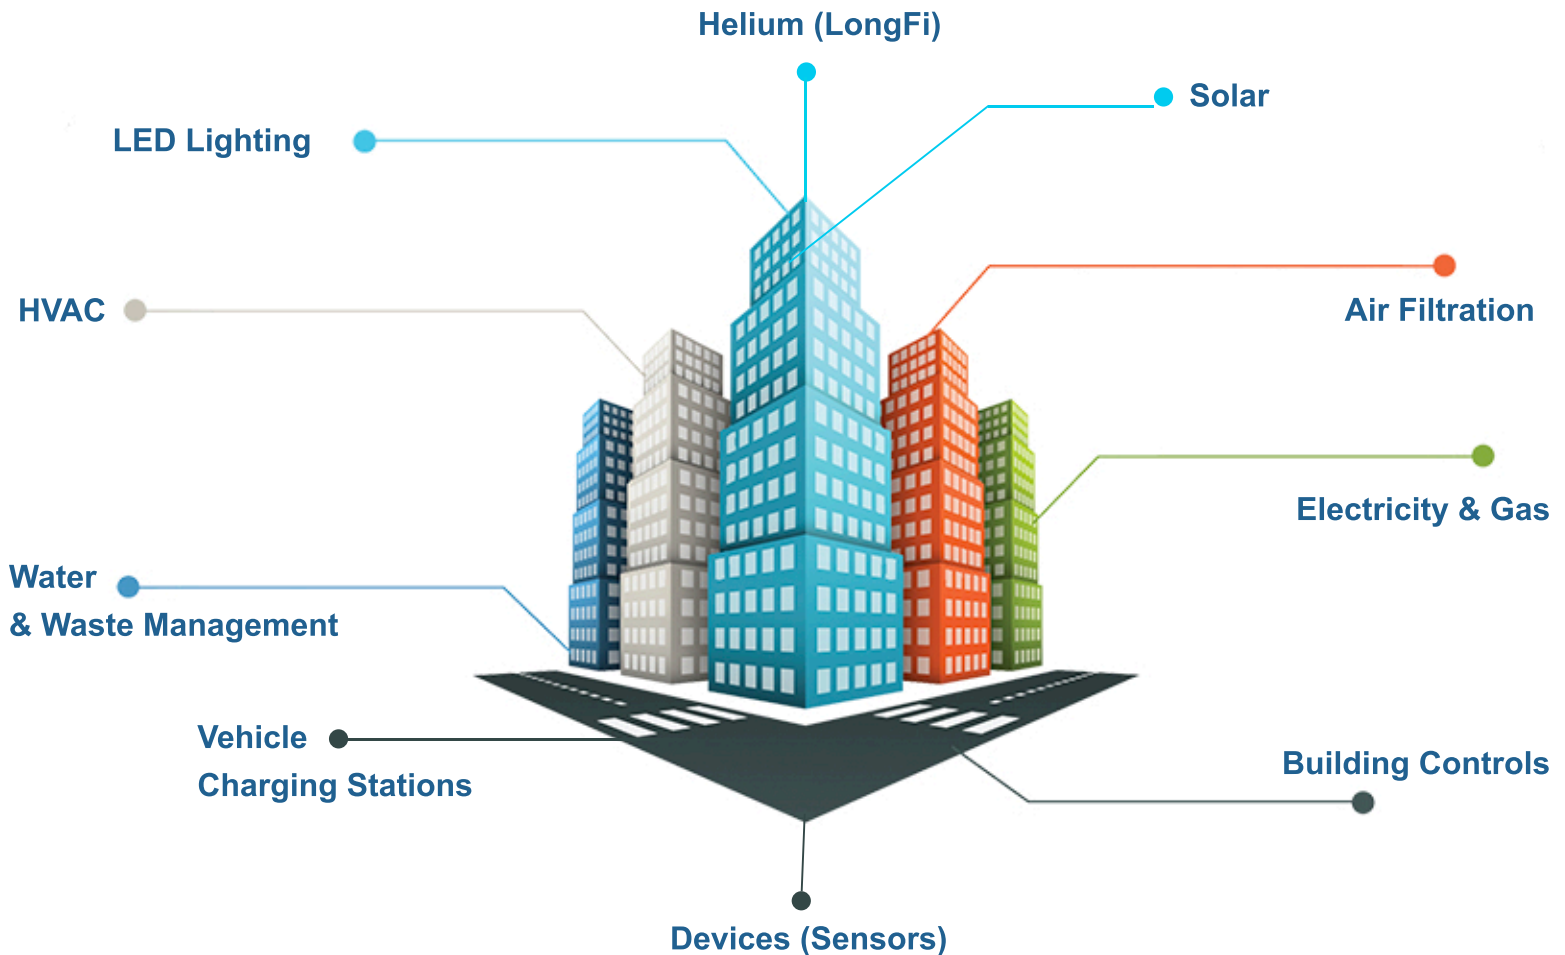 Helium (LongFi)
Solar
LED Lighting
HVAC
Air Filtration
Electricity & Gas
Water
& Waste Management
Vehicle
Charging Stations
Building Controls
Devices (Sensors)